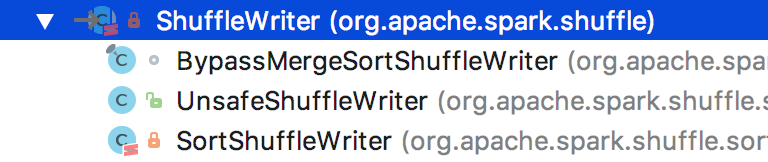 ShuffleWriter (org.apache.spark.shuffle)
BypassMergeSortShuffleWriter (org.apache.spa
UnsafeShuffleWriter (org.apache.spark.shuffle.s
SortShuffleWriter (org.apache.spark.shuffle.sort